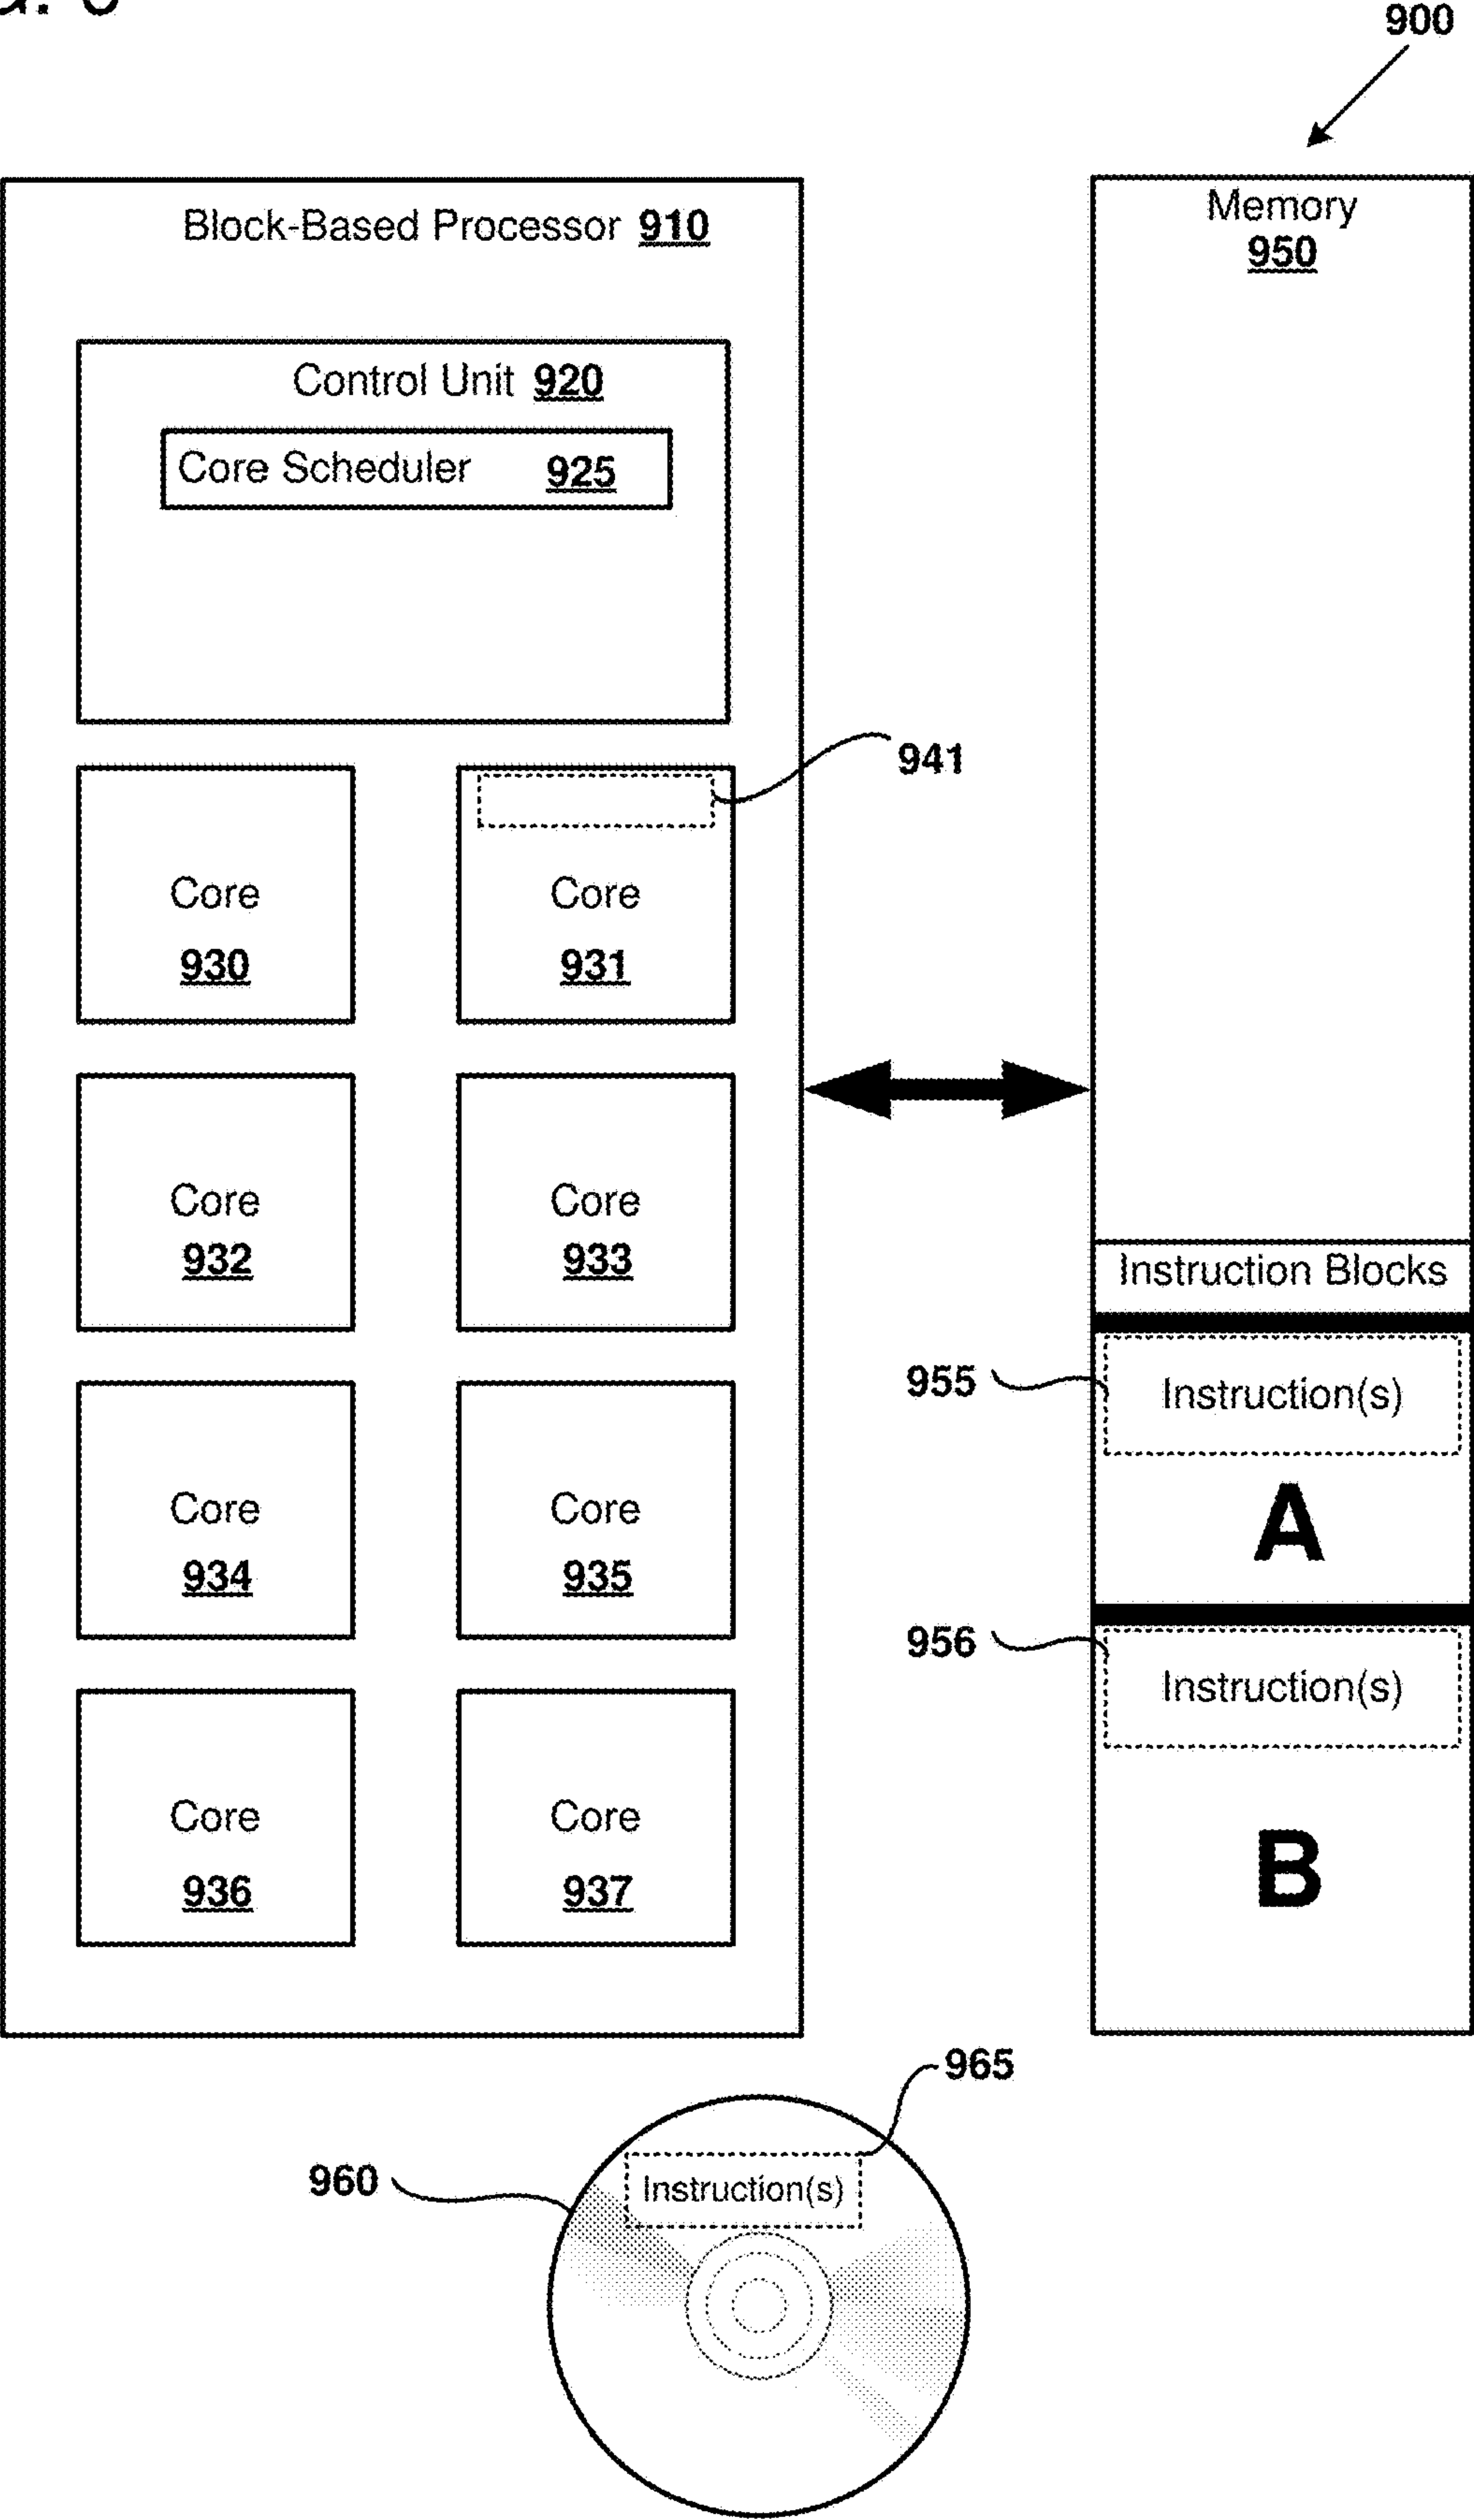 900
Block-Based Processor 910
Memory
950
Control Unit 920
Core Scheduler 925
941
Core
930
Core
931
Core
932
Core
933
Instruction Blocks
955
Instruction(s)
A
Core
934
Core
935
956
Instruction(s)
B
Core
936
Core
937
965
960
Instruction(s)